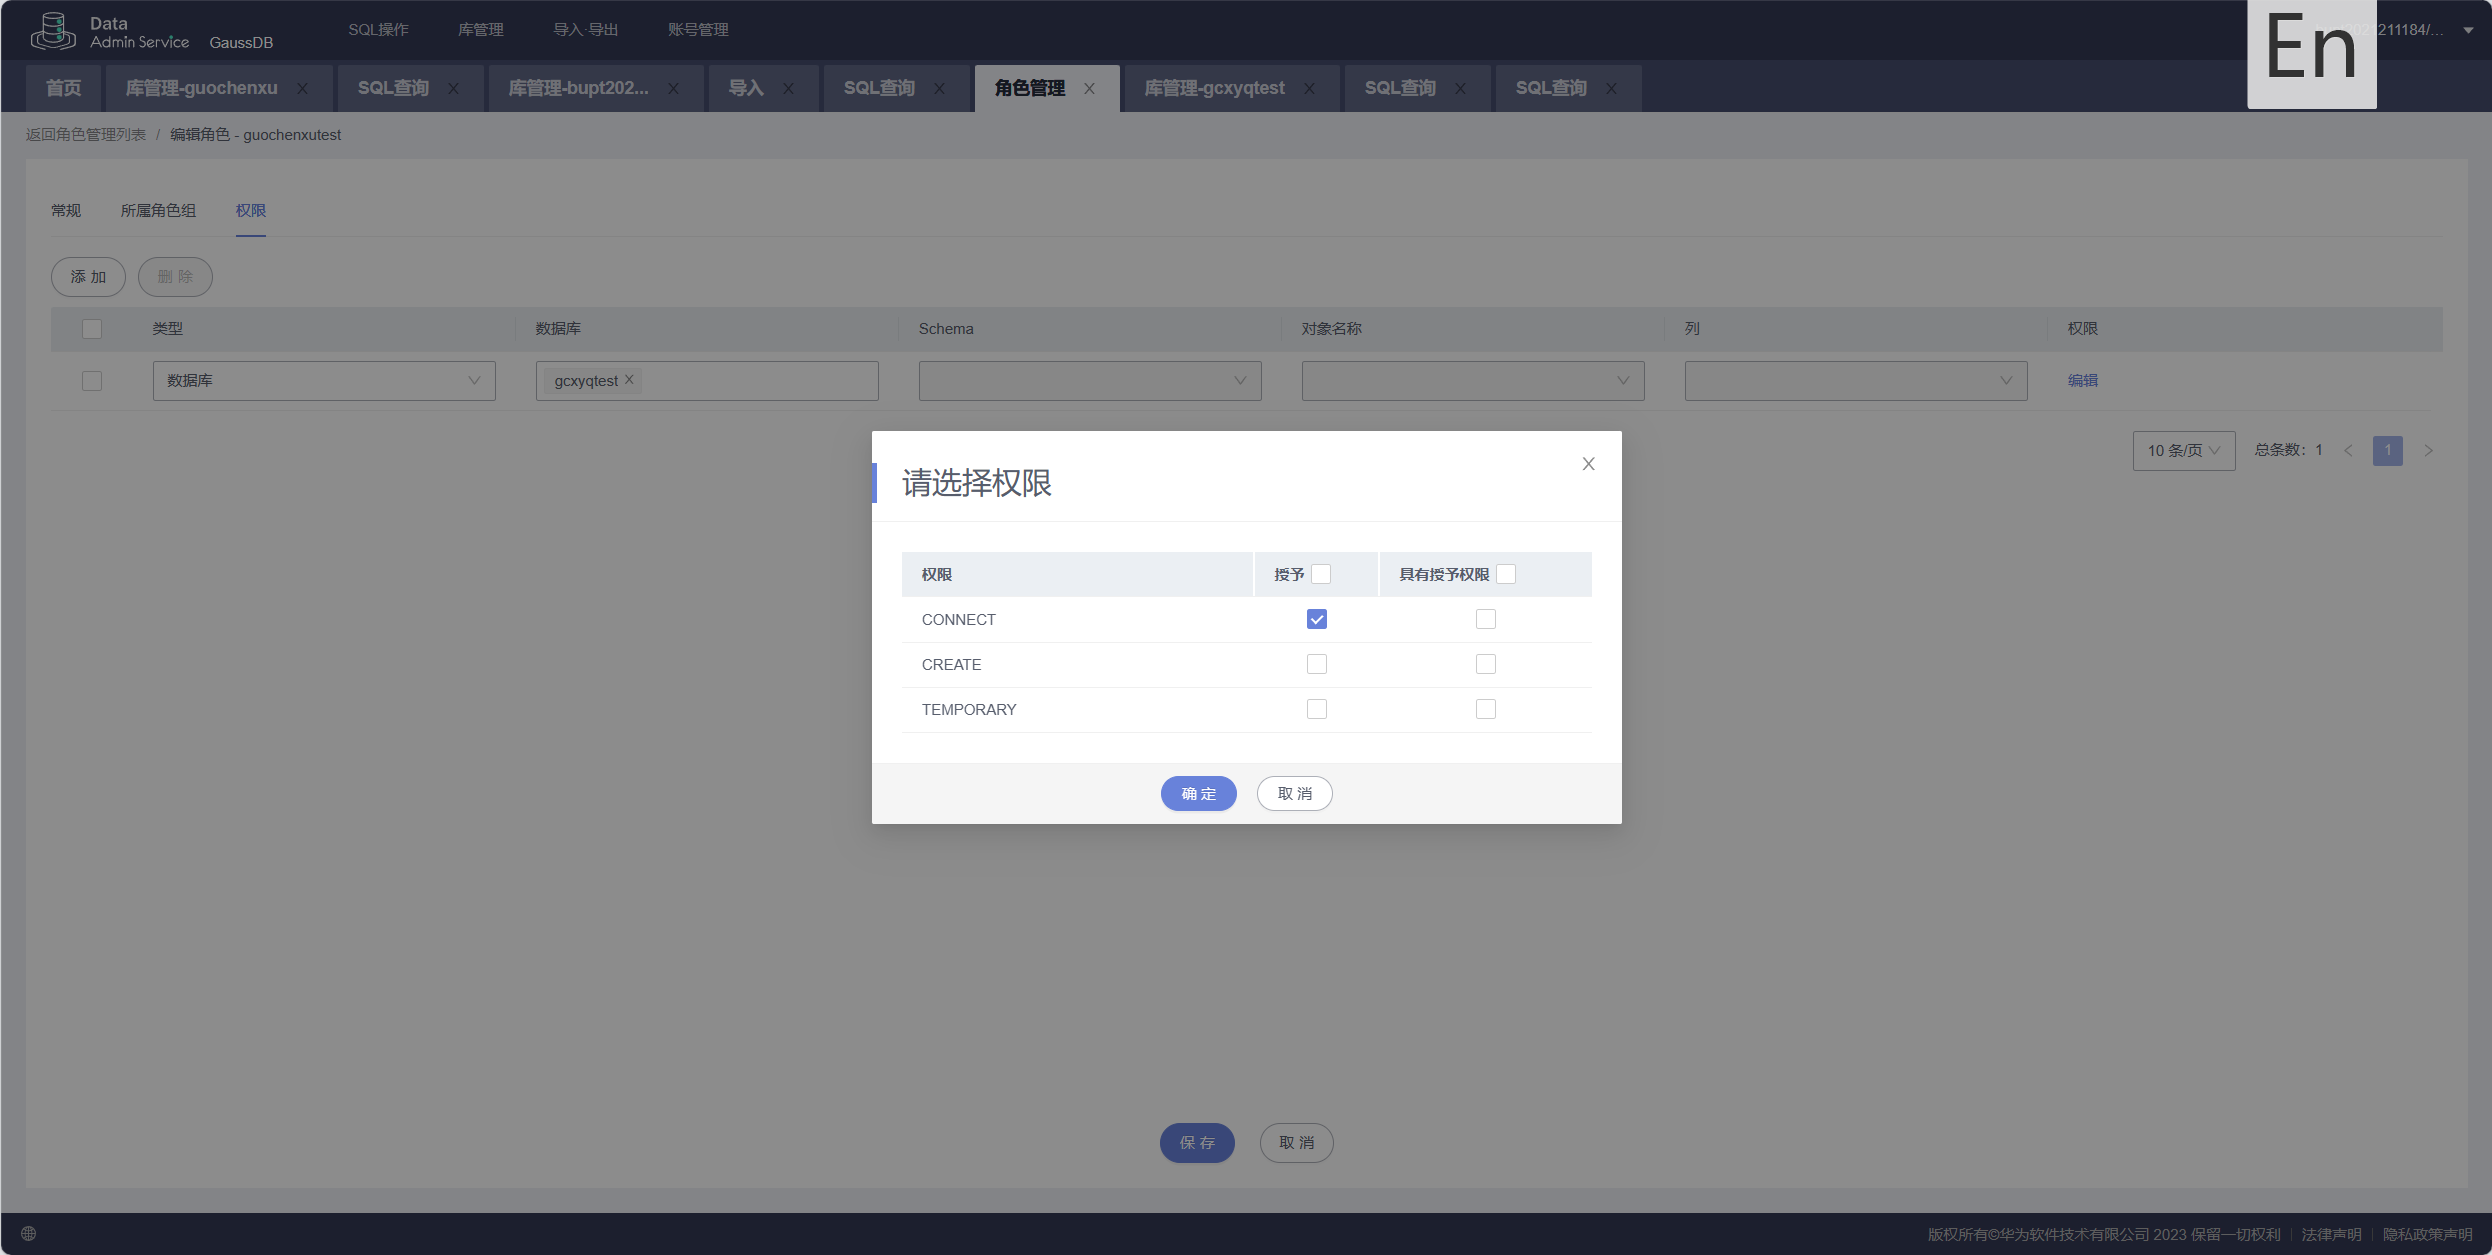 Data
Admin Service GaussDB SQL操作 库管理 导入·导出 账号管理 En 211184/...
首页 库管理-guochenxu SQL查询 库管理-bupt202... 导入 SQL查询 角色管理 库管理-gcxyqtest SQL查询 SQL查询
返回角色管理列表 / 编辑角色 - guochenxutest
常规 所属角色组 权限
添加 删除
类型 数据库 Schema 对象名称 列 权限
数据库 gcxyqtest 编辑
10 条/页 总条数：1 < 1 >
请选择权限
权限 授予 具有授予权限
CONNECT
CREATE
TEMPORARY
确定 取消
保存 取消
版权所有©华为软件技术有限公司 2023 保留一切权利 | 法律声明 | 隐私政策声明